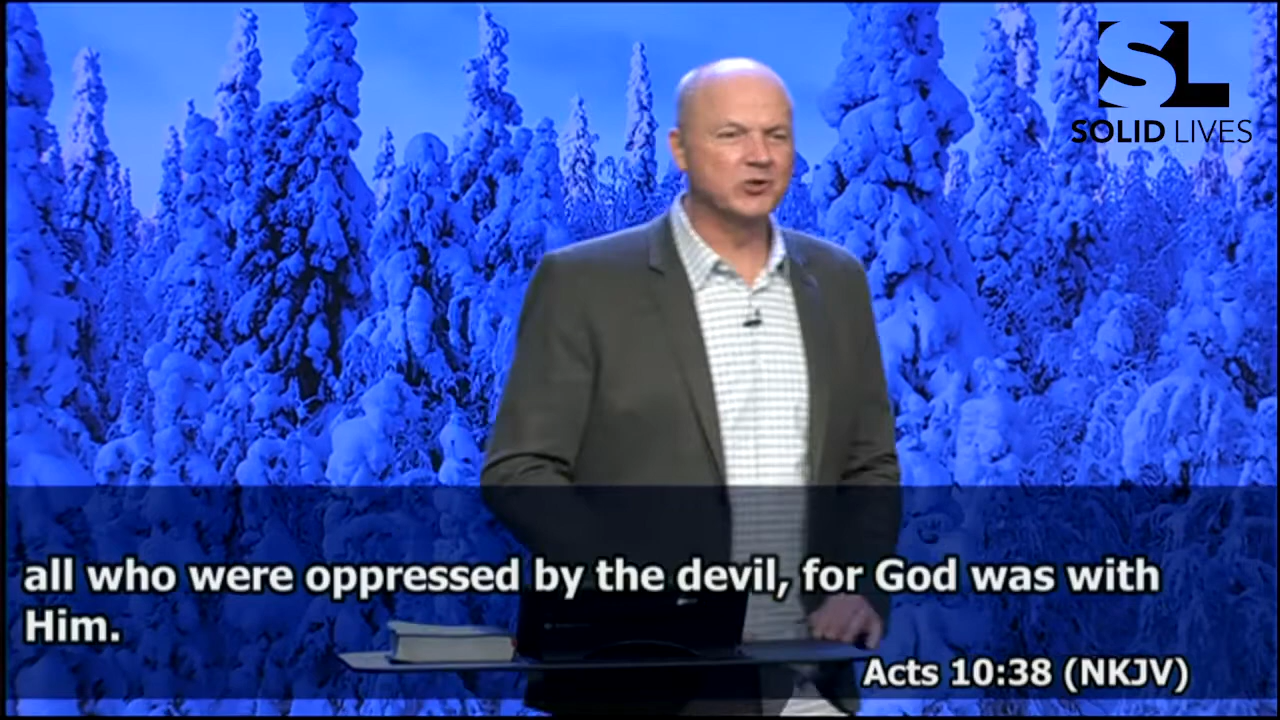 SL
SOLID LIVES
all who were oppressed by the devil, for God was with
Him.
Acts 10:38 (NKJV)